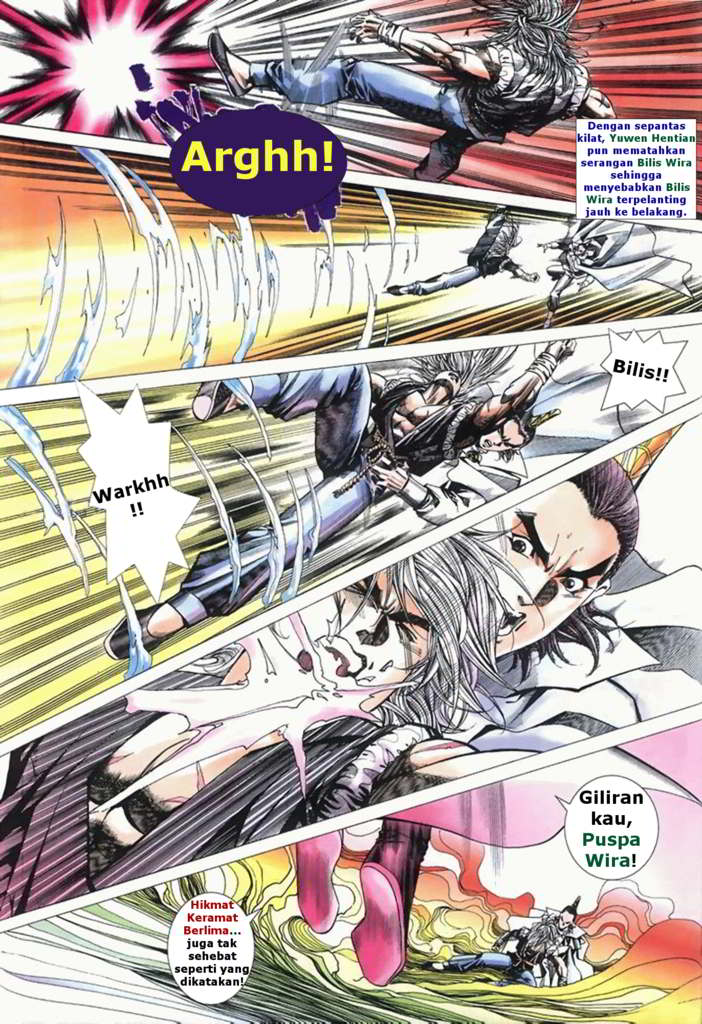 Arghh!
Dengan sepantas
kilat, Yuwen Hentian
pun mematahkan
serangan Bilis Wira
sehingga
menyebabkan Bilis
Wira terpelanting
jauh ke belakang.
Bilis!!
Warkhh
!!
Giliran
kau,
Puspa
Wira!
Hikmat
Keramat
Berlima...
juga tak
sehebat
seperti yang
dikatakan!